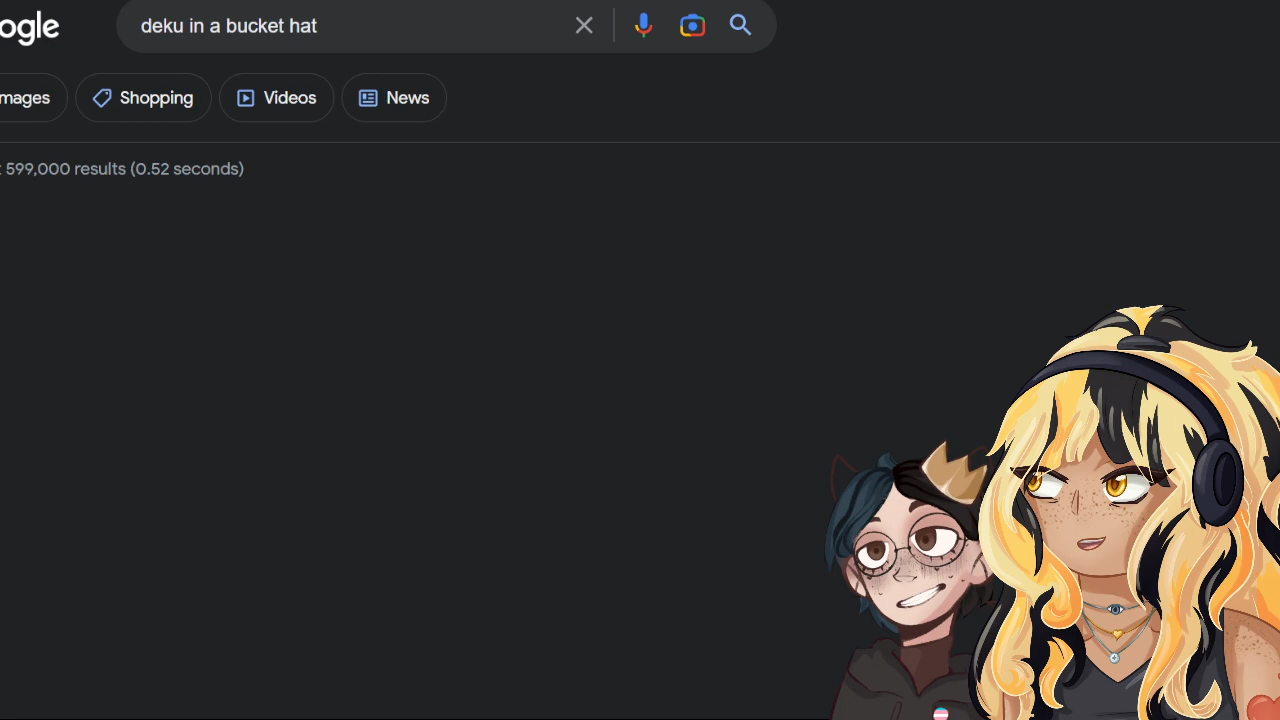 ogle
deku in a bucket hat
mages
Shopping
Videos
News
599,000 results (0.52 seconds)